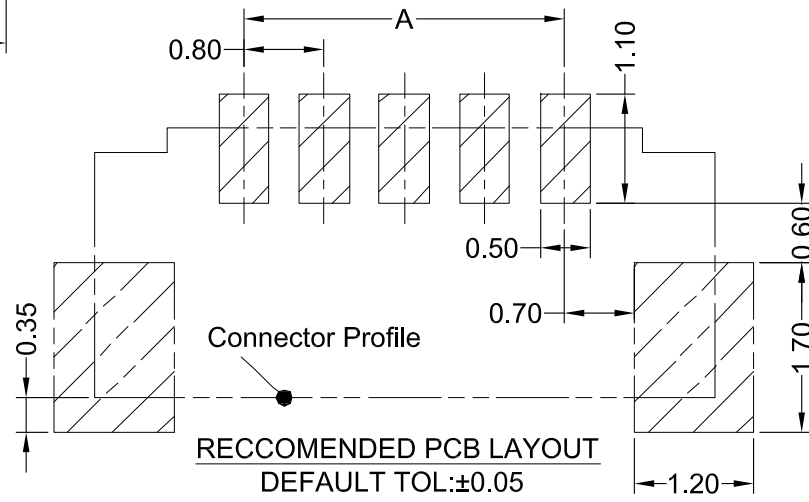 A
0.80
1.10
0.50
0.60
0.70
0.35
Connector Profile
1.70
RECCOMENDED PCB LAYOUT
DEFAULT TOL:±0.05
1.20